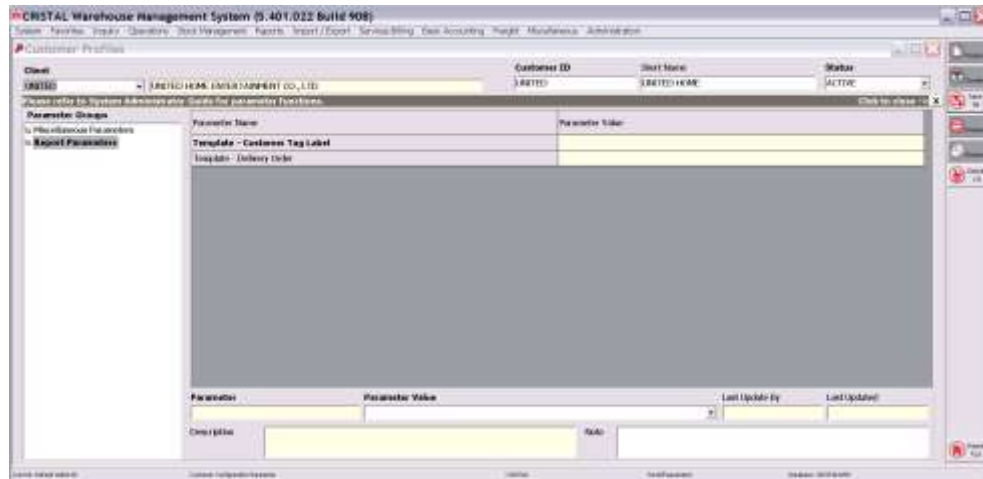 CRISTAL Warehouse Management System (5.401.022 Build 908)
System Favorites Inquiry Operations Stock Management Reports Import / Export Service Billing Basic Accounting Freight Miscellaneous Administration
Customer Profiles
Client
Customer ID
Short Name
Status
UNITED
UNITED HOME ENTERTAINMENT CO., LTD
UNITED
UNITED HOME
ACTIVE
Please refer to System Administrator Guide for parameter functions.
Click to close
X
Parameter Groups
Miscellaneous Parameters
Report Parameters
Parameter Name
Parameter Value
Template - Customer Tag Label
Template - Delivery Order
Parameter
Parameter Value
Last Update By
Last Updated
Description
Note